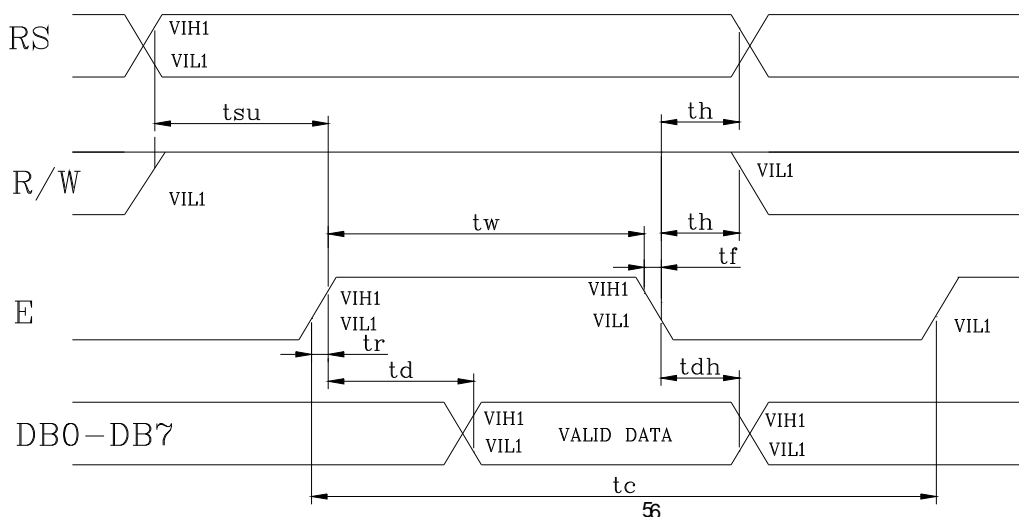 RS
VIH1
VIL1
tsu
th
R/W
VIL1
VIL1
tw
th
tf
E
VIH1
VIL1
VIH1
VIL1
VIL1
tr
td
tdh
DB0-DB7
VIH1
VIL1
VALID DATA
VIH1
VIL1
tc
56